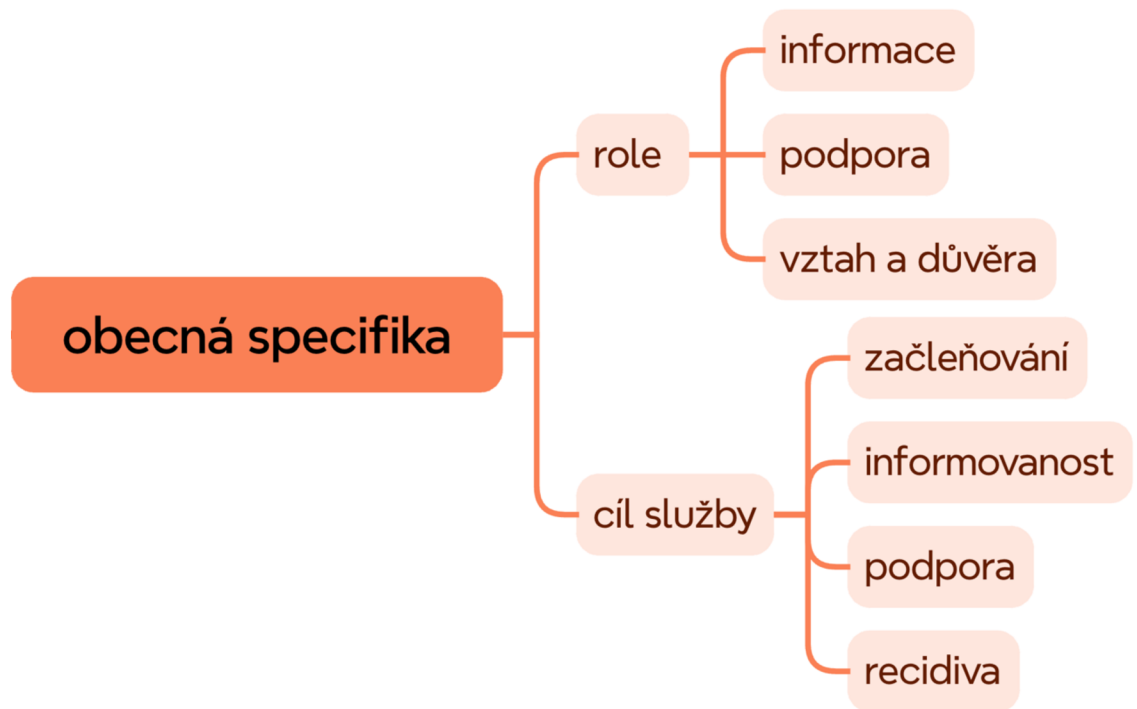 obecná specifika
role
informace
podpora
vztah a důvěra
cíl služby
začleňování
informovanost
podpora
recidiva